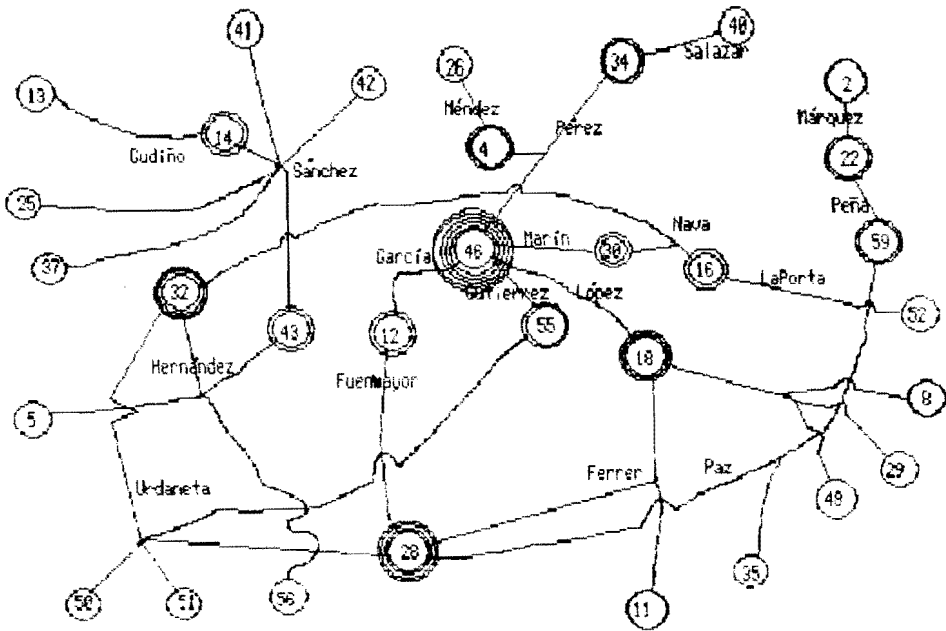 41
40
34
Salazar
26
42
2
13
Méndez
Márquez
14
Pérez
4
22
Gudiño
Sánchez
25
Peña
59
Nava
46
Marín
30
García
16
37
LaPorta
32
Gutiérrez
López
43
12
55
52
18
Hernández
Fuenmayor
8
5
29
Urdaneta
Ferrer
Paz
49
28
35
50
51
56
11